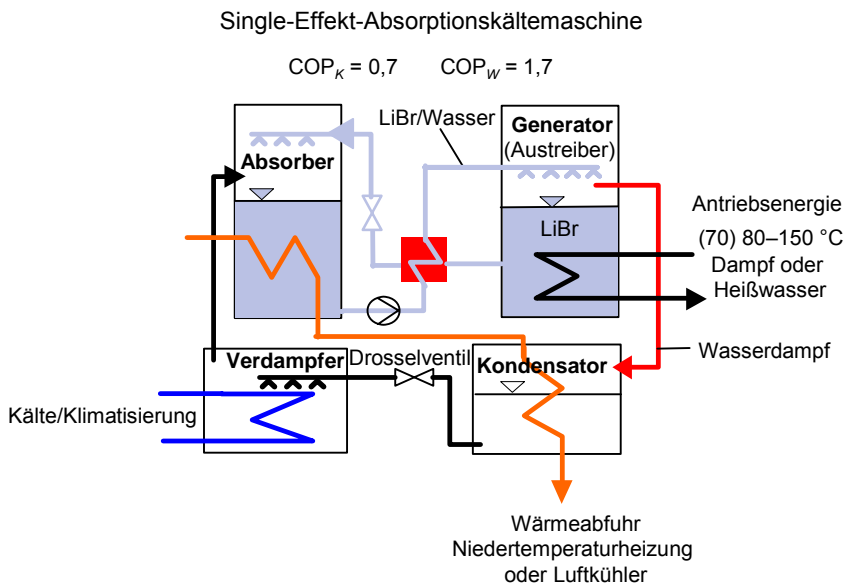 Single-Effekt-Absorptionskältemaschine
COP_K = 0,7 COP_W = 1,7
LiBr/Wasser
Generator
(Austreiber)
Absorber
LiBr
Antriebsenergie
(70) 80–150 °C
Dampf oder
Heißwasser
Verdampfer
Drosselventil
Kondensator
Wasserdampf
Kälte/Klimatisierung
Wärmeabfuhr
Niedertemperaturheizung
oder Luftkühler